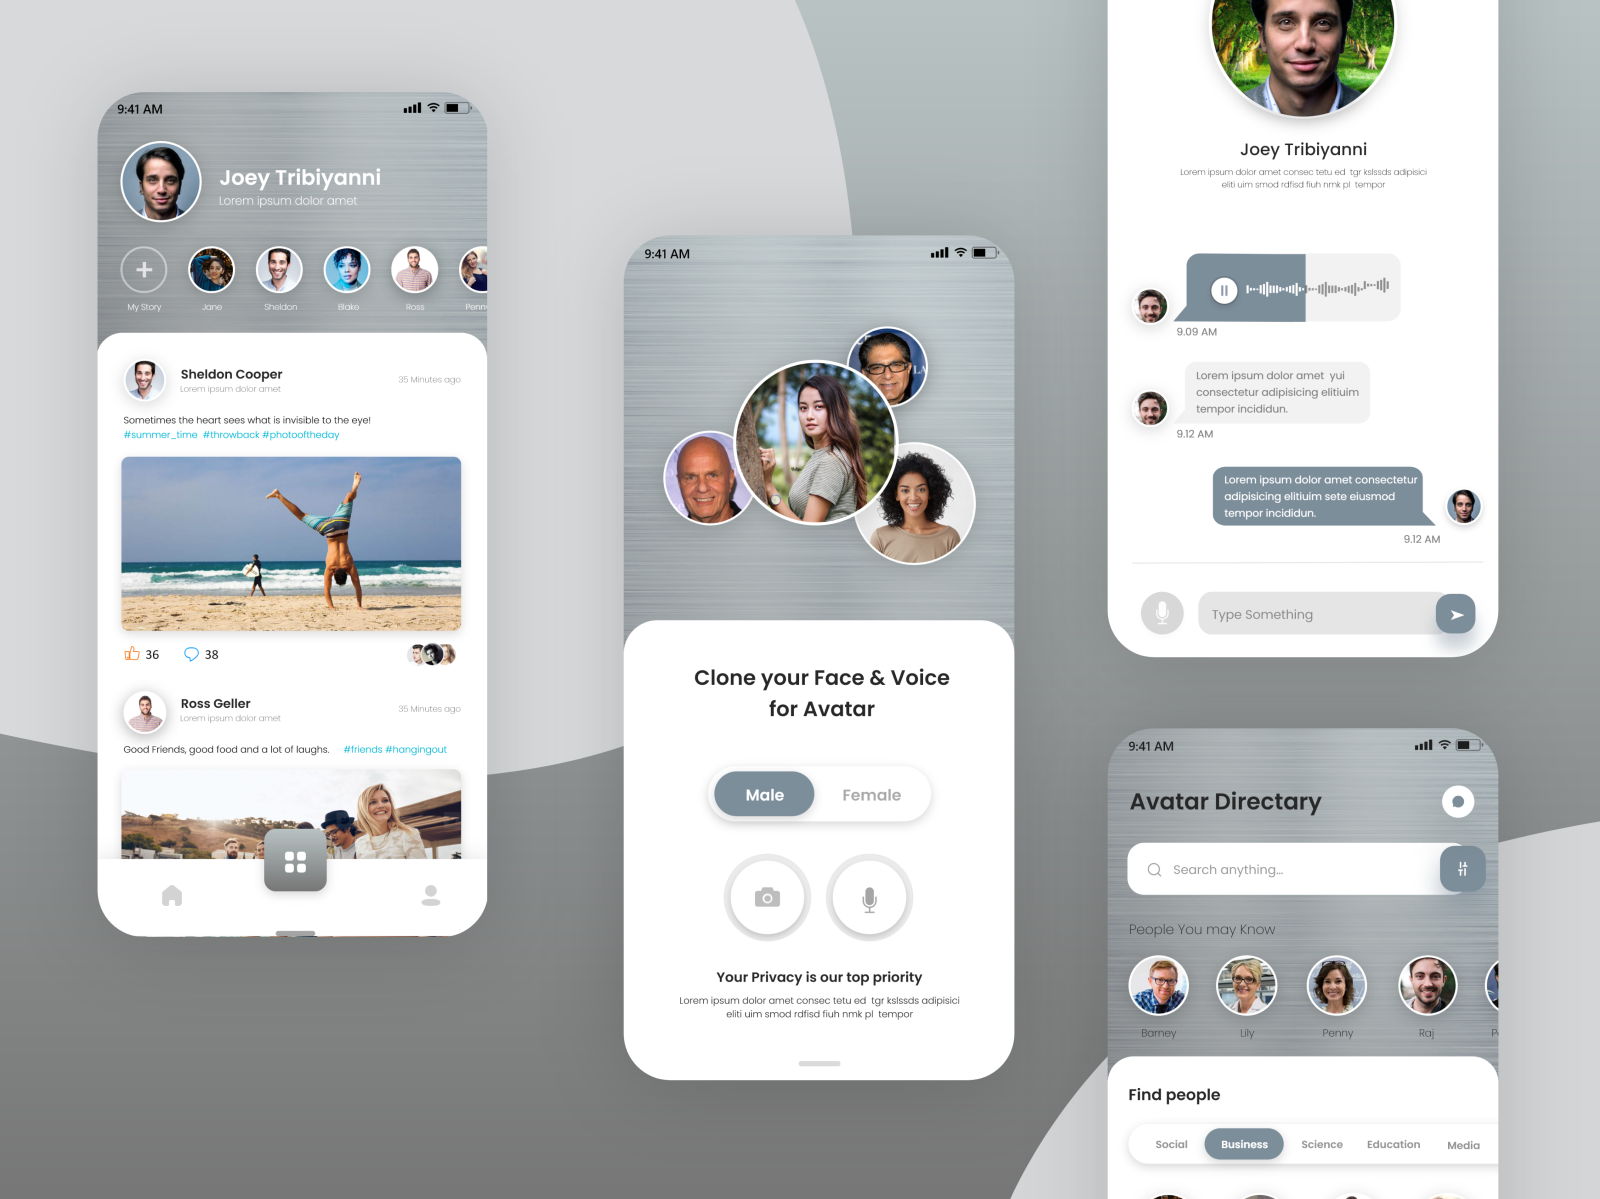 9:41 AM
Joey Tribiyanni
Lorem ipsum dolor amet
My Story
Jane
Sheldon
Blake
Ross
Penn
Sheldon Cooper
Lorem ipsum dolor amet
35 Minutes ago
Sometimes the heart sees what is invisible to the eye!
#summer_time #throwback #photooftheday
36
38
Ross Geller
Lorem ipsum dolor amet
35 Minutes ago
Good Friends, good food and a lot of laughs. #friends #hangingout
9:41 AM
LA
Clone your Face & Voice
for Avatar
Male
Female
Your Privacy is our top priority
Lorem ipsum dolor amet consec tetu ed tgr kslssds adipisici
eliti uim smod rdfisd fiuh nmk pl tempor
Joey Tribiyanni
Lorem ipsum dolor amet consec tetu ed tgr kslssds adipisici
eliti uim smod rdfisd fiuh nmk pl tempor
9.09 AM
Lorem ipsum dolor amet yui
consectetur adipisicing elitiuim
tempor incididun.
9.12 AM
Lorem ipsum dolor amet consectetur
adipisicing elitiuim sete eiusmod
tempor incididun.
9.12 AM
Type Something
9:41 AM
Avatar Directary
Search anything...
People You may Know
Barney
Lily
Penny
Raj
P
Find people
Social
Business
Science
Education
Media